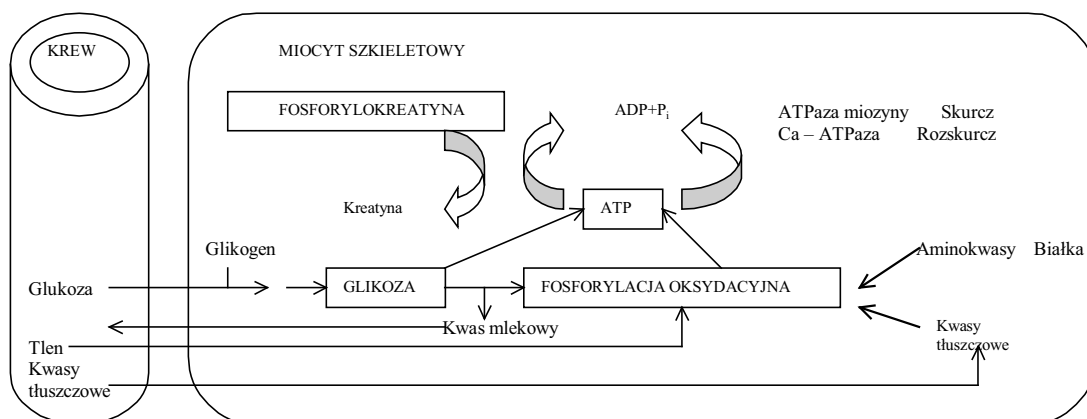 KREW
MIOCYT SZKIELETOWY
FOSFORYLOKREATYNA
ADP+Pi
ATPaza miozyny Skurcz
Ca – ATPaza Rozskurcz
Kreatyna
ATP
Glikogen
Aminokwasy Białka
Glukoza
GLIKOZA
FOSFORYLACJA OKSYDACYJNA
Kwas mlekowy
Kwasy
tłuszczowe
Tlen
Kwasy
tłuszczowe